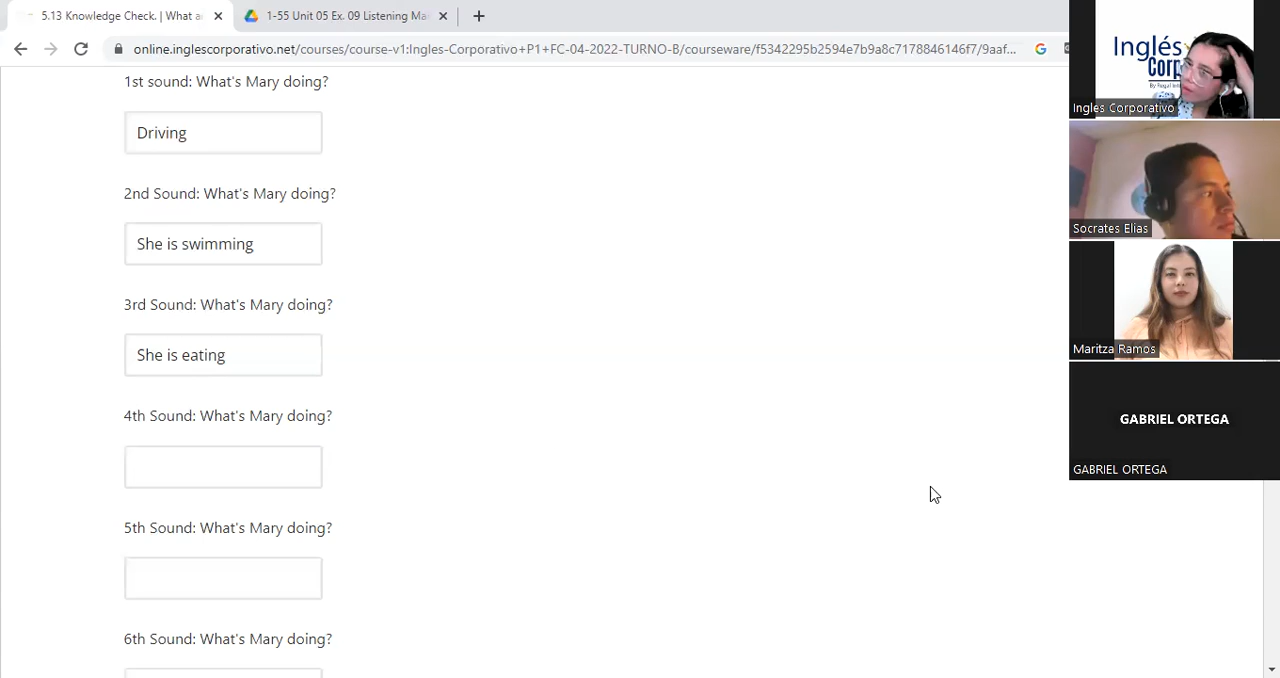 5.13 Knowledge Check. | What a
1-55 Unit 05 Ex. 09 Listening Ma
online.inglescorporativo.net/courses/course-v1:Ingles-Corporativo+P1+FC-04-2022-TURNO-B/courseware/f5342295b2594e7b9a8c7178846146f7/9aaf...
1st sound: What's Mary doing?
Driving
2nd Sound: What's Mary doing?
She is swimming
3rd Sound: What's Mary doing?
She is eating
4th Sound: What's Mary doing?
5th Sound: What's Mary doing?
6th Sound: What's Mary doing?
Inglés
Corp
Ingles Corporativo
Socrates Elias
Maritza Ramos
GABRIEL ORTEGA
GABRIEL ORTEGA